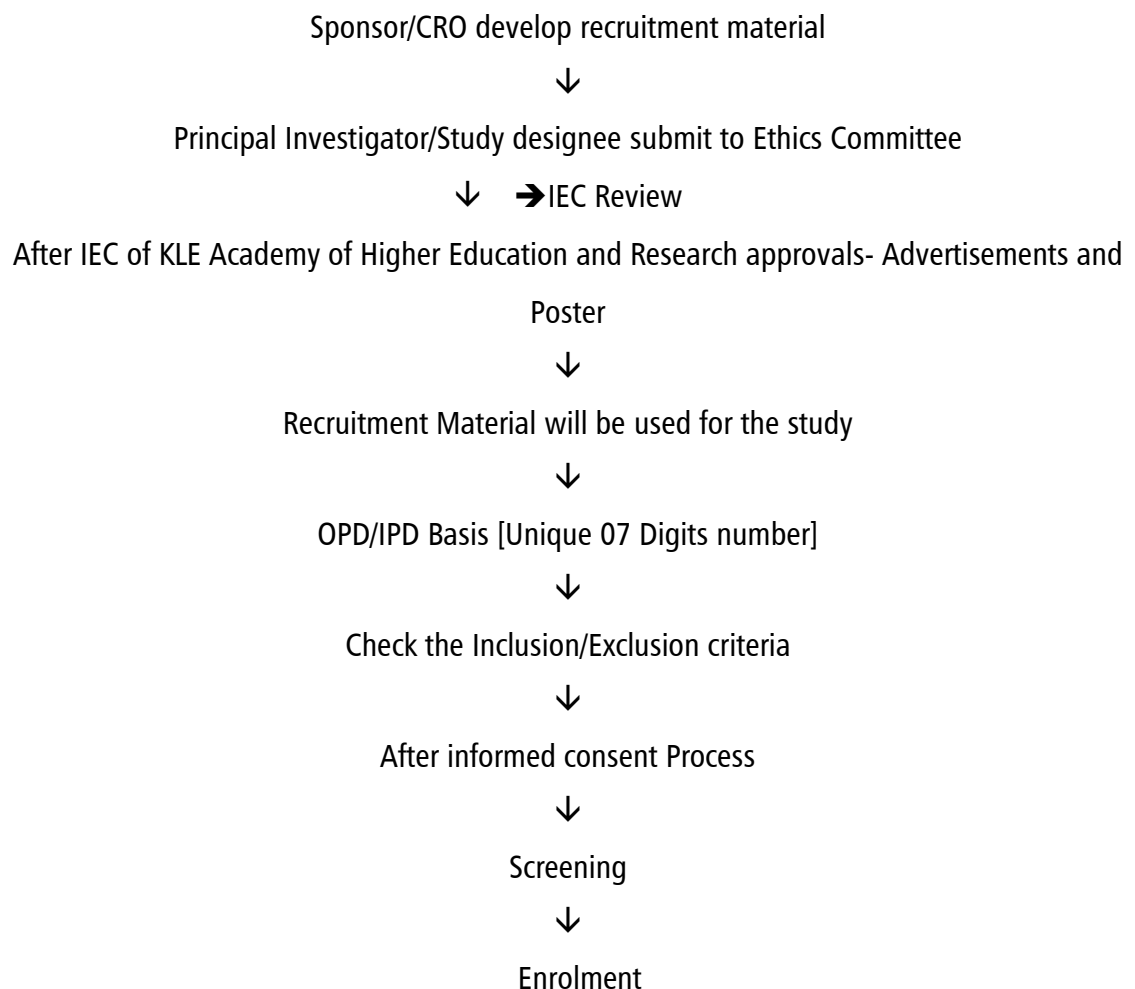 Sponsor/CRO develop recruitment material
↓
Principal Investigator/Study designee submit to Ethics Committee
↓ ➔IEC Review
After IEC of KLE Academy of Higher Education and Research approvals- Advertisements and
Poster
↓
Recruitment Material will be used for the study
↓
OPD/IPD Basis [Unique 07 Digits number]
↓
Check the Inclusion/Exclusion criteria
↓
After informed consent Process
↓
Screening
↓
Enrolment